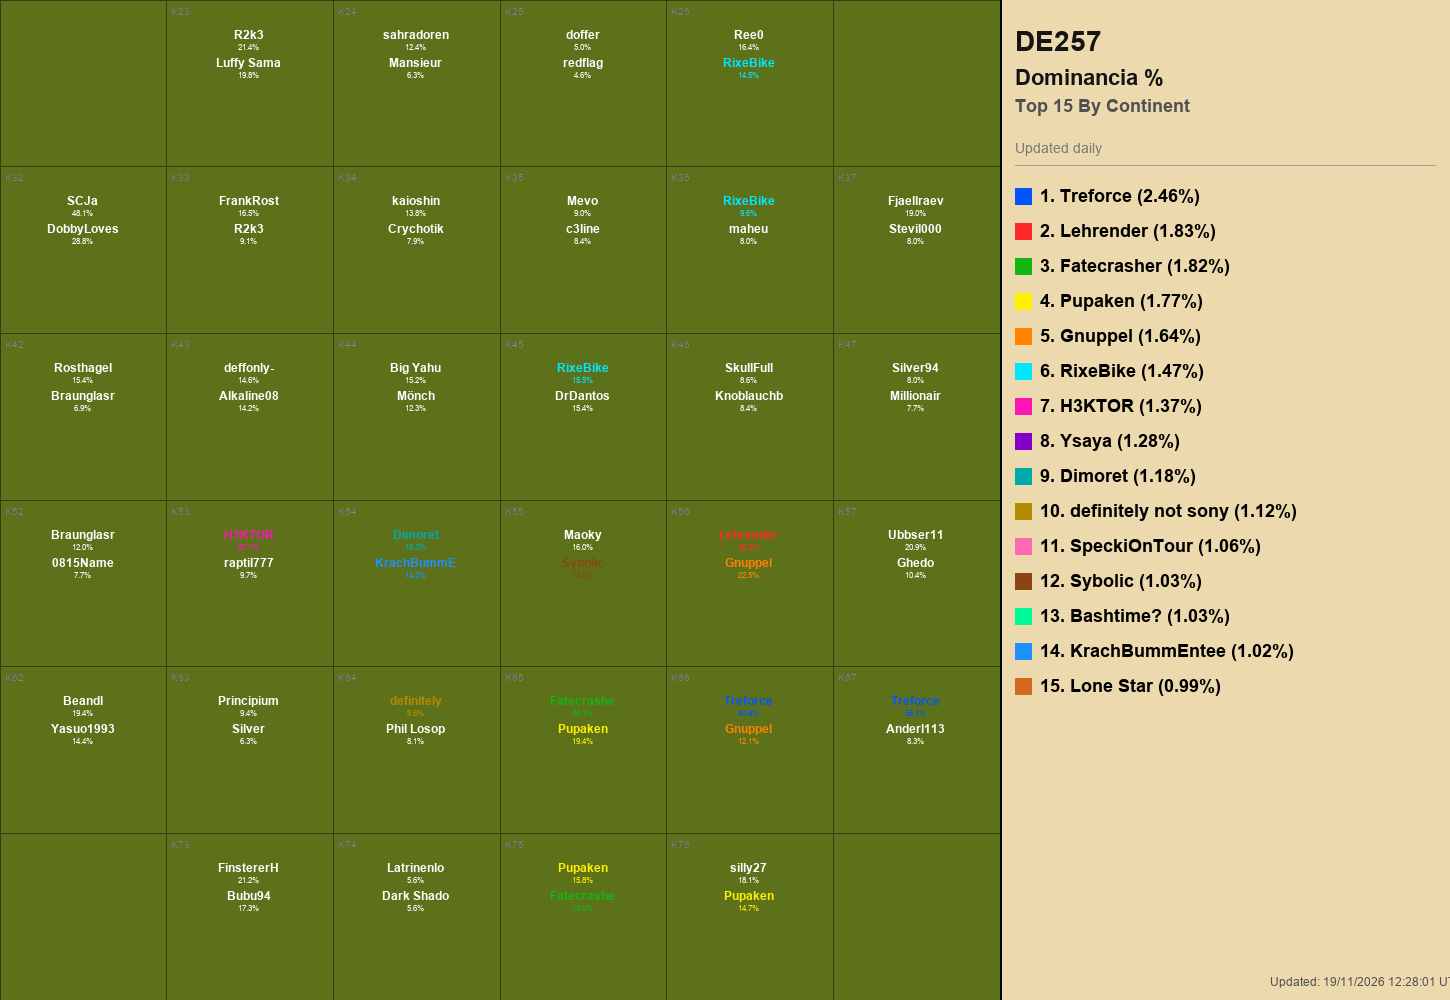 K23
R2k3
21.4%
Luffy Sama
19.8%
K24
sahradoren
12.4%
Mansieur
6.3%
K25
doffer
5.0%
redflag
4.6%
K26
Ree0
16.4%
RixeBike
14.5%
K32
SCJa
48.1%
DobbyLoves
28.8%
K33
FrankRost
16.5%
R2k3
9.1%
K34
kaioshin
13.8%
Crychotik
7.9%
K35
Mevo
9.0%
c3line
8.4%
K36
RixeBike
9.6%
maheu
8.0%
K37
Fjaellraev
19.0%
Stevil000
8.0%
K42
Rosthagel
15.4%
Braunglasr
6.9%
K43
deffonly-
14.6%
Alkaline08
14.2%
K44
Big Yahu
15.2%
Mönch
12.3%
K45
RixeBike
15.5%
DrDantos
15.4%
K46
SkullFull
8.6%
Knoblauchb
8.4%
K47
Silver94
8.0%
Millionair
7.7%
K52
Braunglasr
12.0%
0815Name
7.7%
K53
H3KTOR
raptil777
9.7%
K54
Dimoret
KrachBummE
K55
Maoky
16.0%
Sybolic
K56
Lehrender
Gnuppel
22.5%
K57
Ubbser11
20.9%
Ghedo
10.4%
K62
Beandl
19.4%
Yasuo1993
14.4%
K63
Principium
9.4%
Silver
6.3%
K64
definitely
9.6%
Phil Losop
8.1%
K65
Fatecrashe
Pupaken
19.4%
K66
Treforce
Gnuppel
12.1%
K67
Treforce
Anderl113
8.3%
K73
FinstererH
21.2%
Bubu94
17.3%
K74
Latrinenlo
5.6%
Dark Shado
5.6%
K75
Pupaken
15.8%
Fatecrashe
K76
silly27
18.1%
Pupaken
14.7%
DE257
Dominancia %
Top 15 By Continent
Updated daily
1. Treforce (2.46%)
2. Lehrender (1.83%)
3. Fatecrasher (1.82%)
4. Pupaken (1.77%)
5. Gnuppel (1.64%)
6. RixeBike (1.47%)
7. H3KTOR (1.37%)
8. Ysaya (1.28%)
9. Dimoret (1.18%)
10. definitely not sony (1.12%)
11. SpeckiOnTour (1.06%)
12. Sybolic (1.03%)
13. Bashtime? (1.03%)
14. KrachBummEntee (1.02%)
15. Lone Star (0.99%)
Updated: 19/11/2026 12:28:01